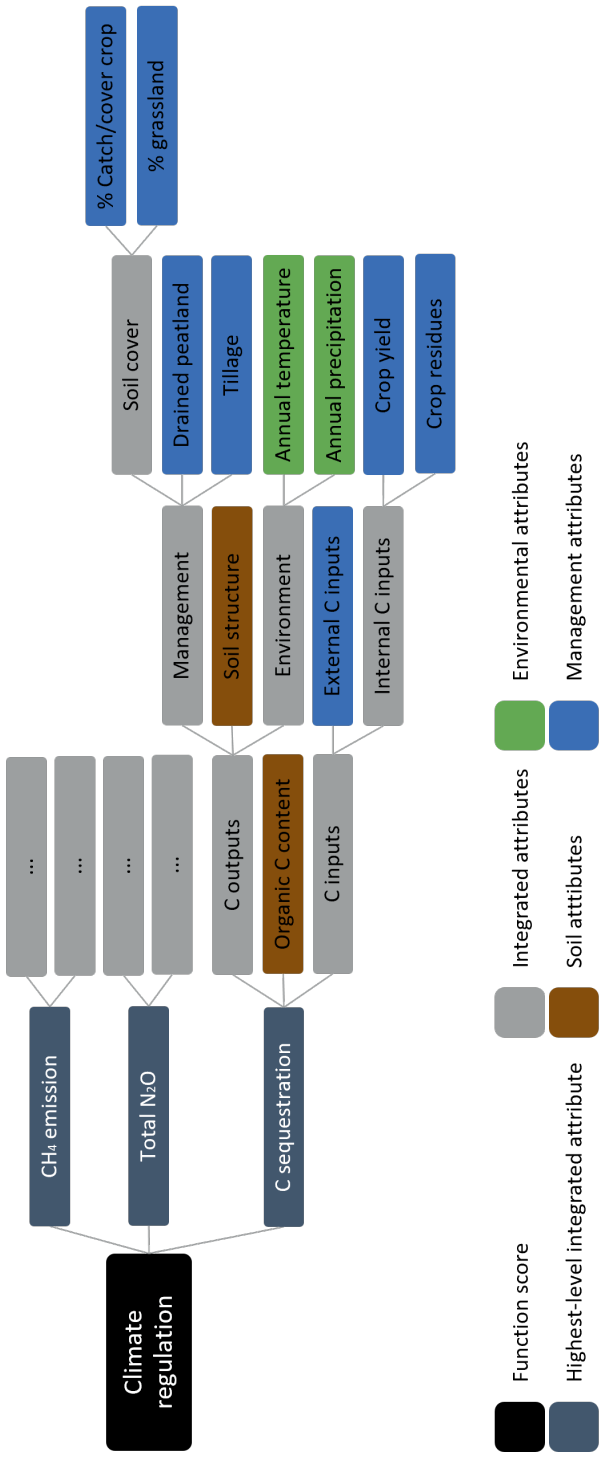 Climate
regulation
CH₄ emission
Total N₂O
C sequestration
...
...
...
...
C outputs
Organic C content
C inputs
Management
Soil structure
Environment
External C inputs
Internal C inputs
Soil cover
Drained peatland
Tillage
Annual temperature
Annual precipitation
Crop yield
Crop residues
% Catch/cover crop
% grassland
Function score
Integrated attributes
Environmental attributes
Highest-level integrated attribute
Soil atttibutes
Management attributes